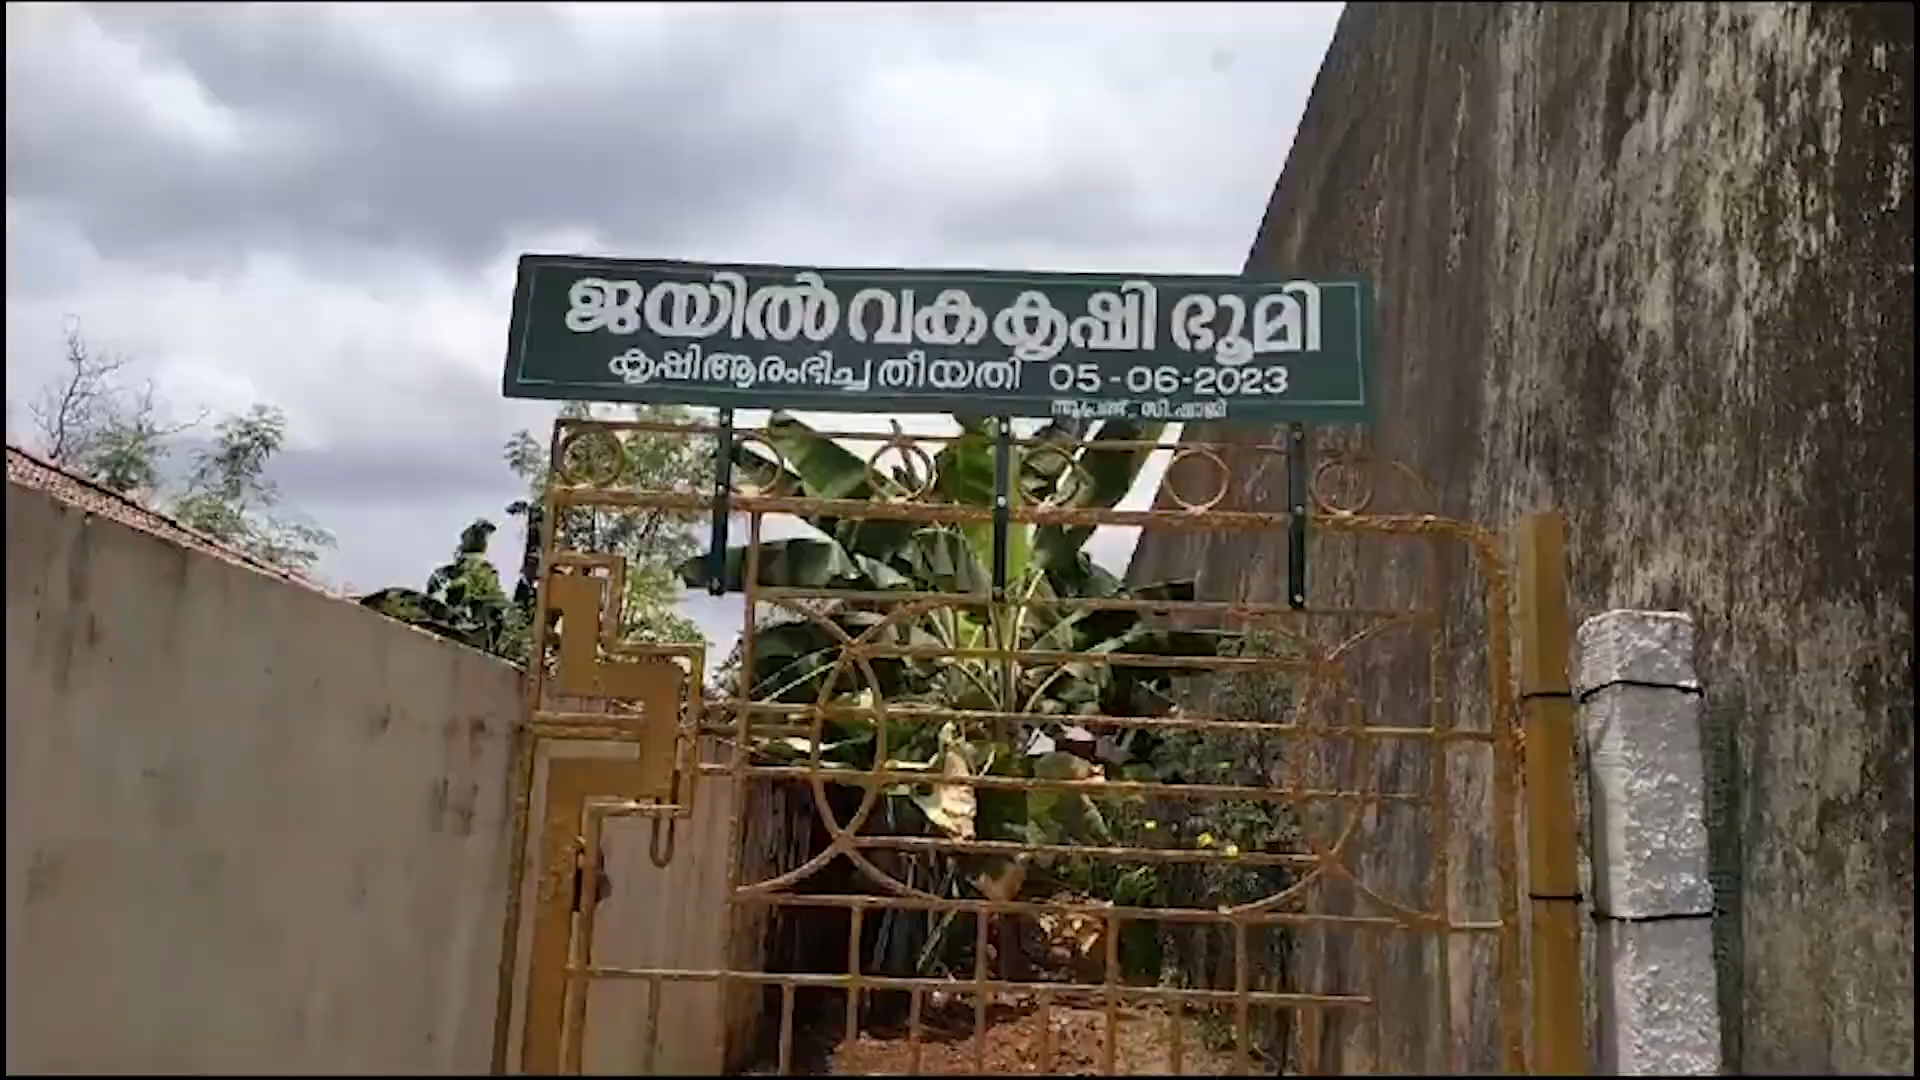 ജയിൽ വക കൃഷി ഭൂമി
കൃഷി ആരംഭിച്ച തീയതി 05-06-2023
സി.ഷാജി